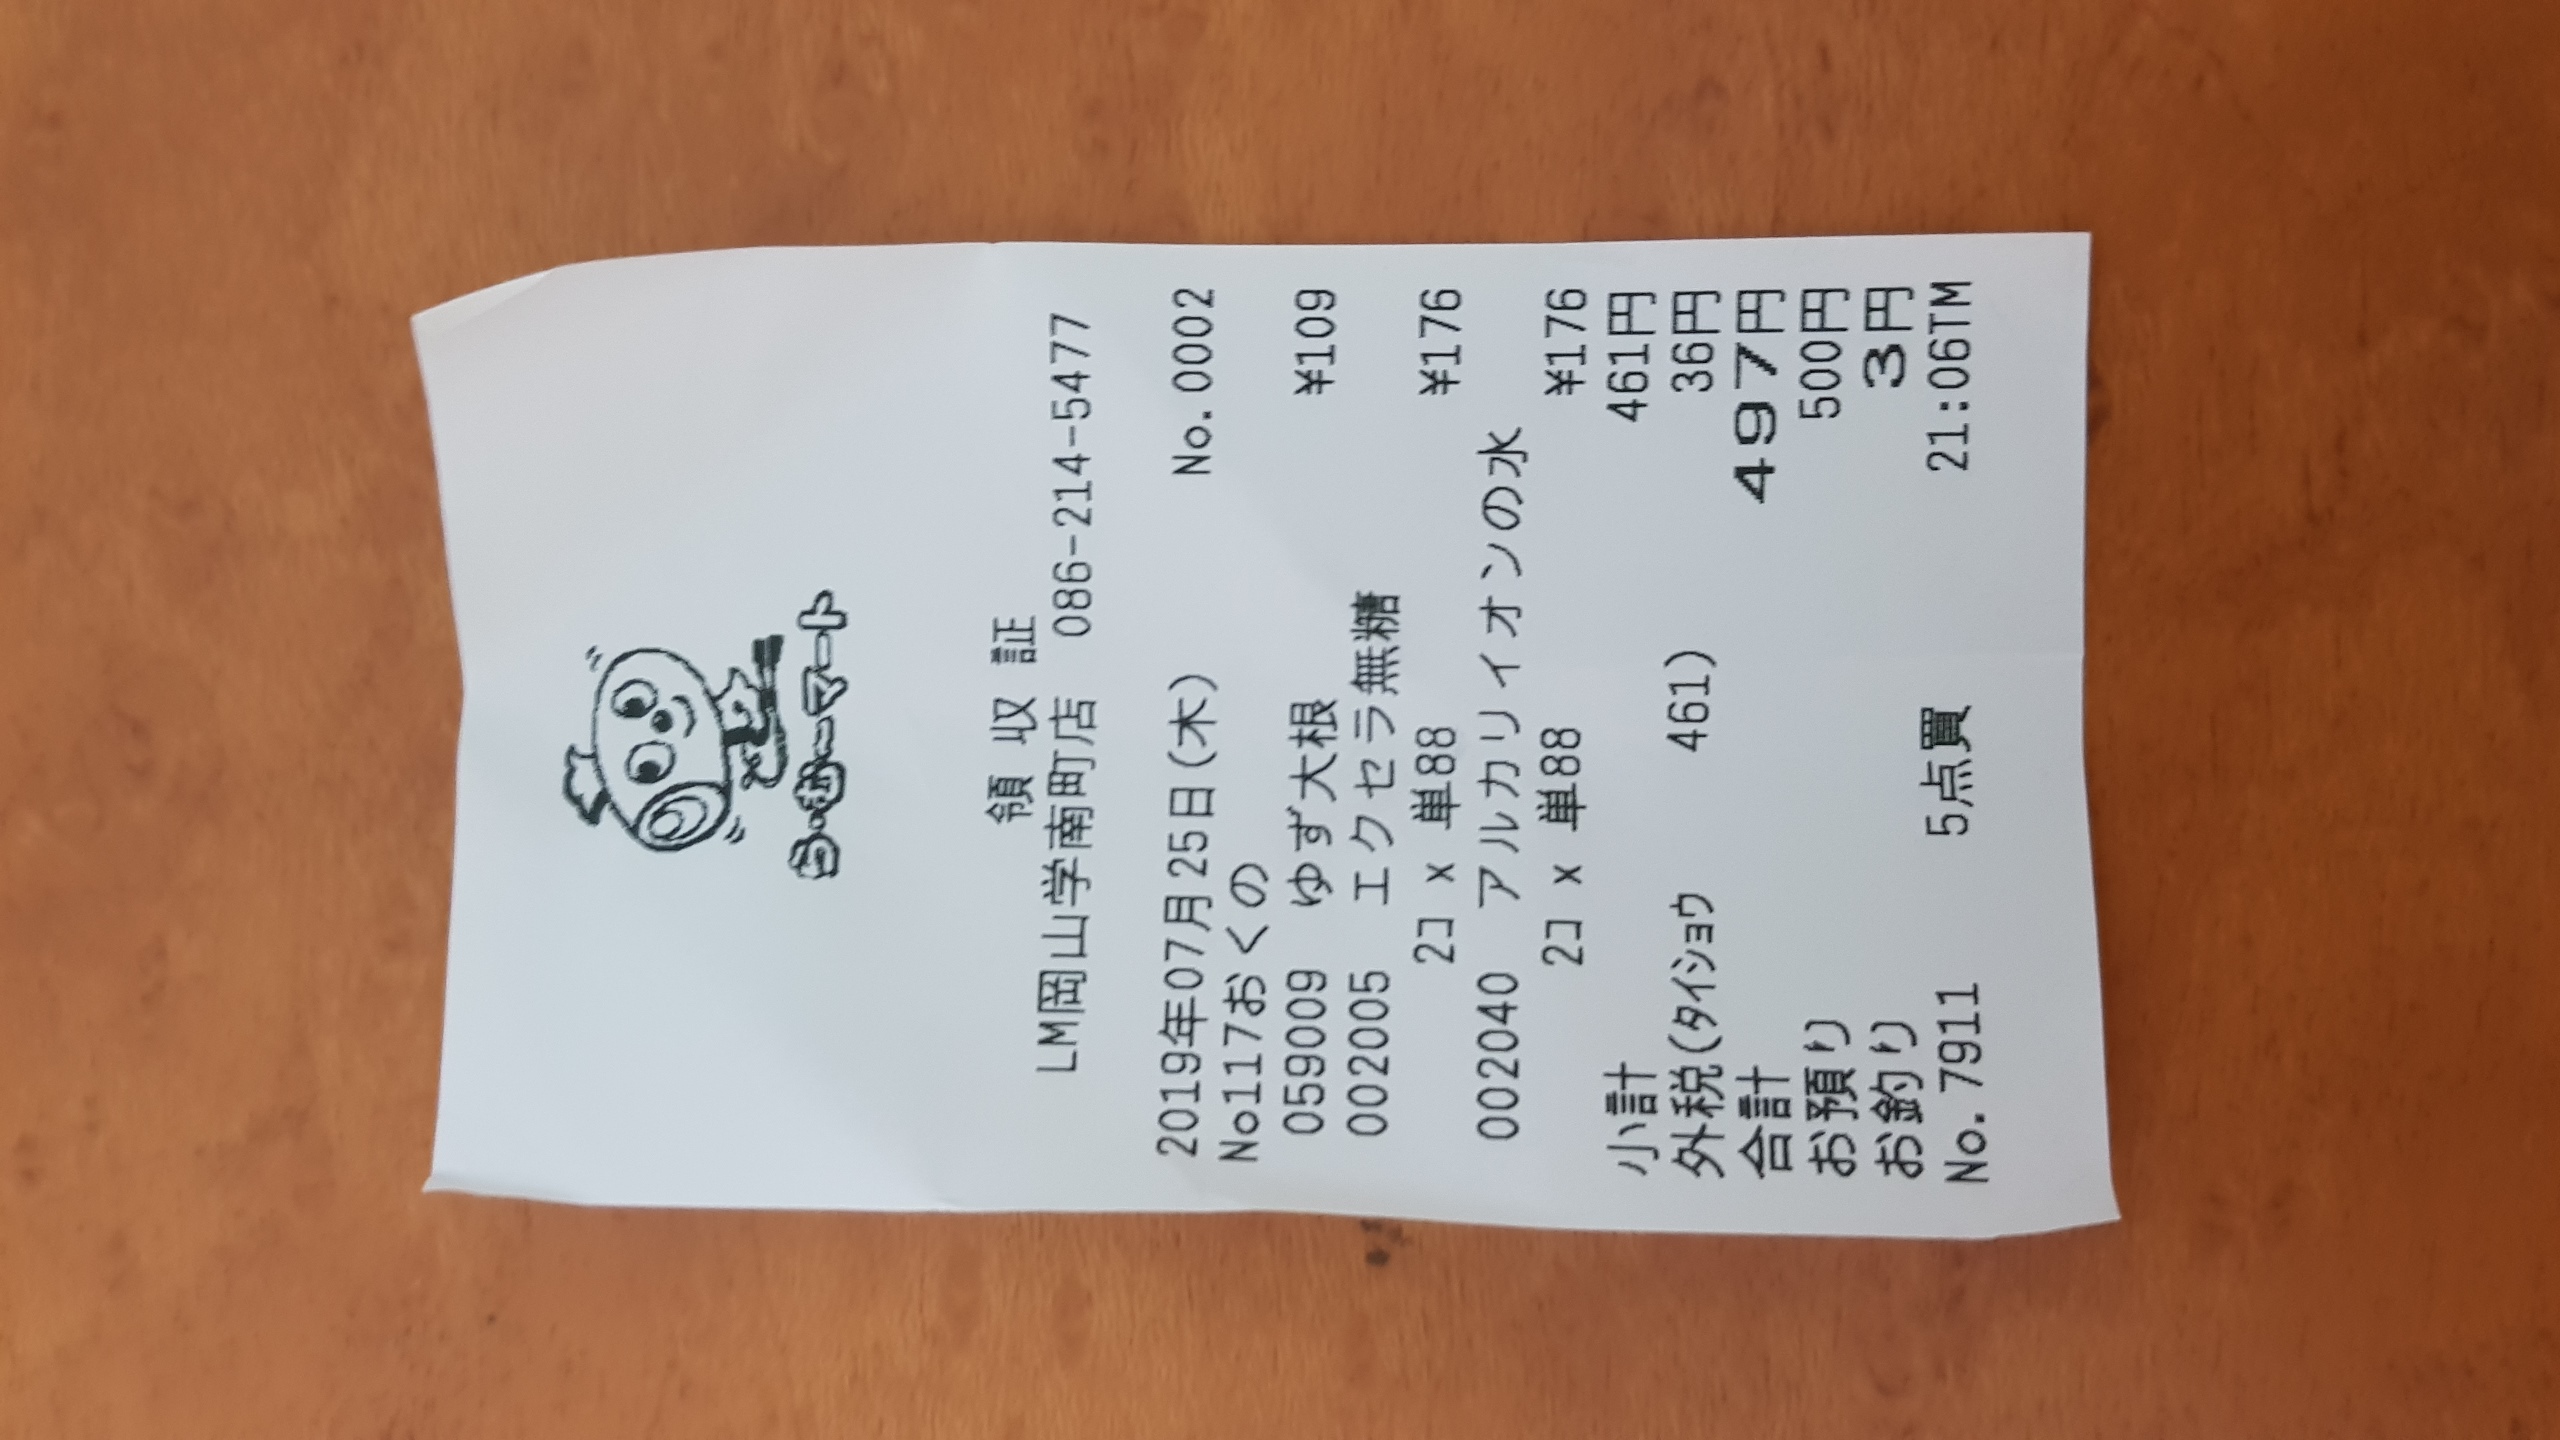 ら・む～マート
領収証
LM岡山学南町店 086-214-5477
2019年07月25日(木) No.0002
No117おくの
059009 ゆず大根 ¥109
002005 エクセラ無糖
2コ x 単88 ¥176
002040 アルカリイオンの水
2コ x 単88 ¥176
小計 461円
外税(タイショウ 461) 36円
合計 497円
お預り 500円
お釣り 3円
No.7911 5点買 21:06TM